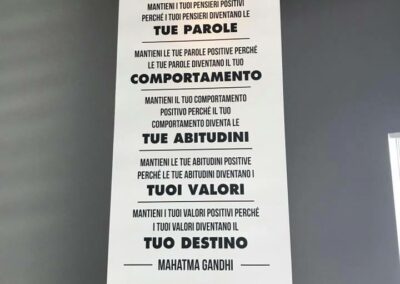 MANTIENI I TUOI PENSIERI POSITIVI
PERCHÉ I TUOI PENSIERI DIVENTANO LE
TUE PAROLE
MANTIENI LE TUE PAROLE POSITIVE PERCHÉ
LE TUE PAROLE DIVENTANO IL TUO
COMPORTAMENTO
MANTIENI IL TUO COMPORTAMENTO
POSITIVO PERCHÉ IL TUO
COMPORTAMENTO DIVENTA LE
TUE ABITUDINI
MANTIENI LE TUE ABITUDINI POSITIVE
PERCHÉ LE TUE ABITUDINI DIVENTANO I
TUOI VALORI
MANTIENI I TUOI VALORI POSITIVI PERCHÉ
I TUOI VALORI DIVENTANO IL
TUO DESTINO
MAHATMA GANDHI